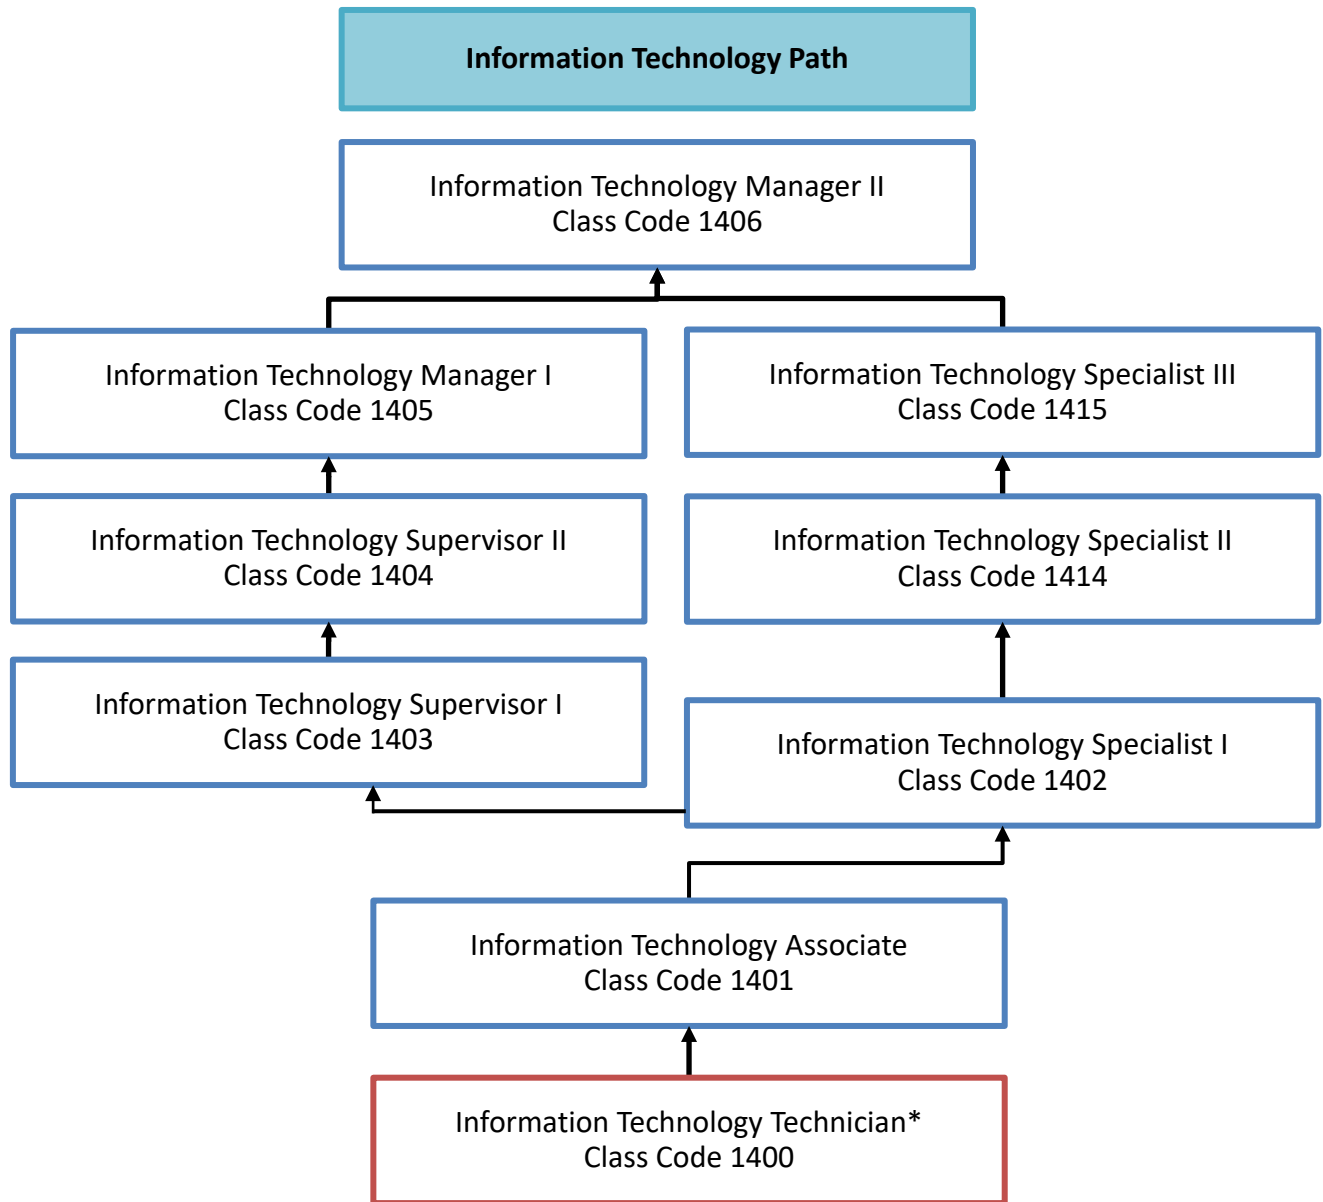 Information Technology Path
Information Technology Manager II
Class Code 1406
Information Technology Manager I
Class Code 1405
Information Technology Specialist III
Class Code 1415
Information Technology Supervisor II
Class Code 1404
Information Technology Specialist II
Class Code 1414
Information Technology Supervisor I
Class Code 1403
Information Technology Specialist I
Class Code 1402
Information Technology Associate
Class Code 1401
Information Technology Technician*
Class Code 1400